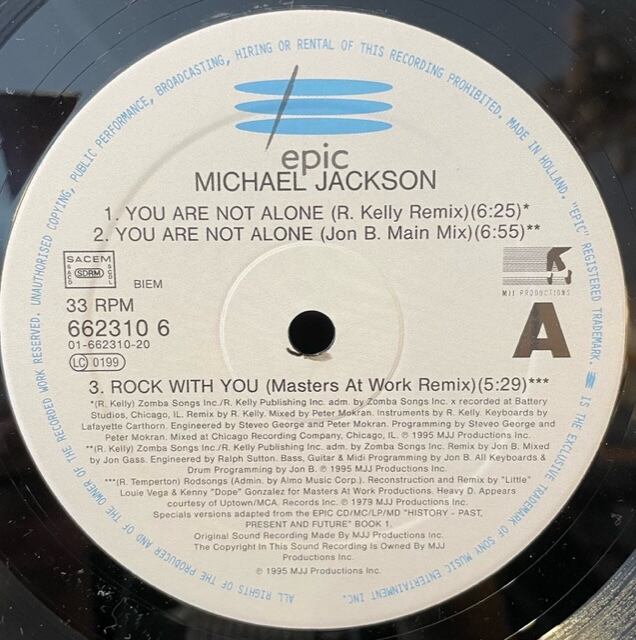 epic
MICHAEL JACKSON
1. YOU ARE NOT ALONE (R. Kelly Remix)(6:25)*
2. YOU ARE NOT ALONE (Jon B. Main Mix)(6:55)**
SACEM
SDRM
SACD
SGDL
BIEM
33 RPM
662310 6
01-662310-20
LC 0199
MJJ PRODUCTIONS
A
3. ROCK WITH YOU (Masters At Work Remix)(5:29)***
*(R. Kelly) Zomba Songs Inc./R. Kelly Publishing Inc. adm. by Zomba Songs Inc. x recorded at Battery
Studios, Chicago, IL. Remix by R. Kelly. Mixed by Peter Mokran. Instruments by R. Kelly. Keyboards by
Lafayette Carthorn. Engineered by Steveo George and Peter Mokran. Programming by Steveo George and
Peter Mokran. Mixed at Chicago Recording Company, Chicago, IL. ℗ 1995 MJJ Productions Inc.
**(R. Kelly) Zomba Songs Inc./R. Kelly Publishing Inc. adm. by Zomba Songs Inc. Remix by Jon B. Mixed
by Jon Gass. Engineered by Ralph Sutton. Bass, Guitar & Midi Programming by Jon B. All Keyboards &
Drum Programming by Jon B. ℗ 1995 MJJ Productions Inc.
***(R. Temperton) Rodsongs (Admin. by Almo Music Corp.). Reconstruction and Remix by "Little"
Louie Vega & Kenny "Dope" Gonzalez for Masters At Work Productions. Heavy D. Appears
courtesy of Uptown/MCA. Records Inc. ℗ 1979 MJJ Productions Inc.
Specials versions adapted from the EPIC CD/MC/LP/MD "HISTORY - PAST,
PRESENT AND FUTURE" BOOK 1.
Original Sound Recording Made By MJJ Productions Inc.
The Copyright In This Sound Recording Is Owned By MJJ
Productions Inc.
℗ 1995 MJJ Productions Inc.
ALL RIGHTS OF THE PRODUCER AND OF THE OWNER OF THE RECORDED WORK RESERVED. UNAUTHORISED COPYING, PUBLIC PERFORMANCE, BROADCASTING, HIRING OR RENTAL OF THIS RECORDING PROHIBITED. MADE IN HOLLAND. "EPIC" REGISTERED TRADEMARK. IS THE EXCLUSIVE TRADEMARK OF SONY MUSIC ENTERTAINMENT INC.